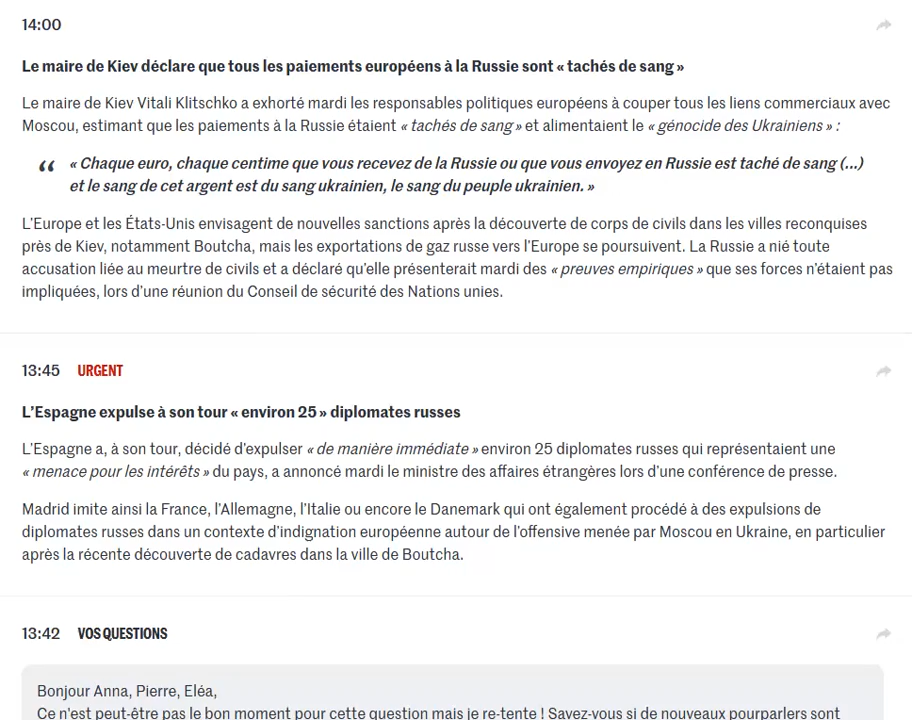 14:00
Le maire de Kiev déclare que tous les paiements européens à la Russie sont « tachés de sang »
Le maire de Kiev Vitali Klitschko a exhorté mardi les responsables politiques européens à couper tous les liens commerciaux avec
Moscou, estimant que les paiements à la Russie étaient « tachés de sang » et alimentaient le « génocide des Ukrainiens » :
“ « Chaque euro, chaque centime que vous recevez de la Russie ou que vous envoyez en Russie est taché de sang (…)
et le sang de cet argent est du sang ukrainien, le sang du peuple ukrainien. »
L’Europe et les États-Unis envisagent de nouvelles sanctions après la découverte de corps de civils dans les villes reconquises
près de Kiev, notamment Boutcha, mais les exportations de gaz russe vers l’Europe se poursuivent. La Russie a nié toute
accusation liée au meurtre de civils et a déclaré qu’elle présenterait mardi des « preuves empiriques » que ses forces n’étaient pas
impliquées, lors d’une réunion du Conseil de sécurité des Nations unies.
13:45 URGENT
L’Espagne expulse à son tour « environ 25 » diplomates russes
L’Espagne a, à son tour, décidé d’expulser « de manière immédiate » environ 25 diplomates russes qui représentaient une
« menace pour les intérêts » du pays, a annoncé mardi le ministre des affaires étrangères lors d’une conférence de presse.
Madrid imite ainsi la France, l’Allemagne, l’Italie ou encore le Danemark qui ont également procédé à des expulsions de
diplomates russes dans un contexte d’indignation européenne autour de l’offensive menée par Moscou en Ukraine, en particulier
après la récente découverte de cadavres dans la ville de Boutcha.
13:42 VOS QUESTIONS
Bonjour Anna, Pierre, Eléa,
Ce n'est peut-être pas le bon moment pour cette question mais je re-tente ! Savez-vous si de nouveaux pourparlers sont